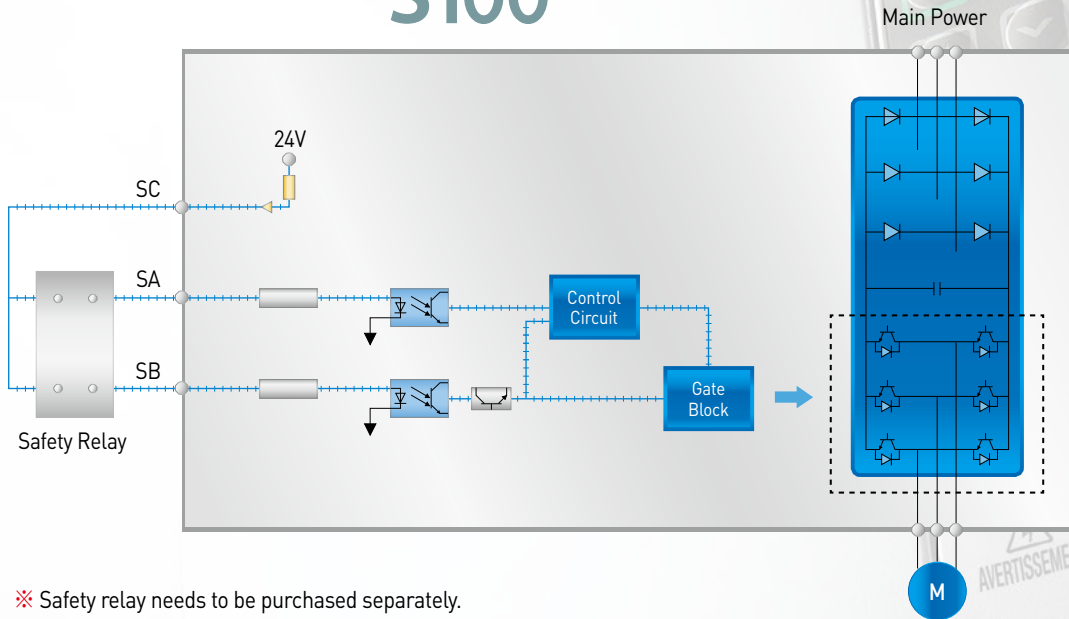 S100
Main Power
24V
SC
SA
SB
Control
Circuit
Gate
Block
Safety Relay
M
AVERTISSEME
※ Safety relay needs to be purchased separately.